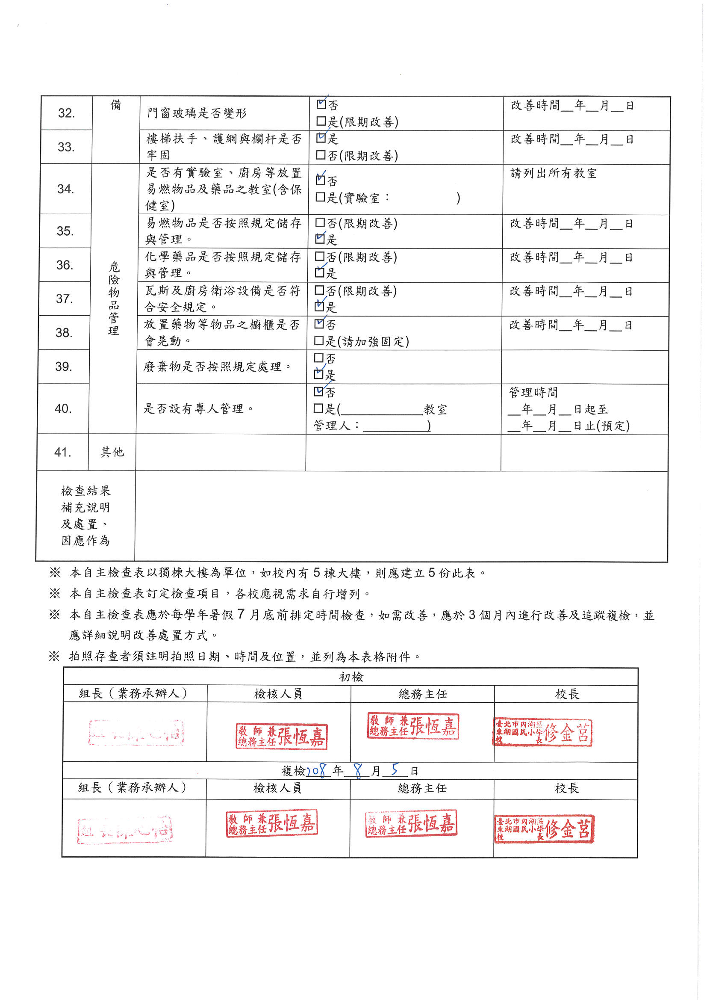 32.
備
門窗玻璃是否變形
☑否
□是(限期改善)
改善時間__年__月__日
33.
樓梯扶手、護網與欄杆是否
牢固
☑是
□否(限期改善)
改善時間__年__月__日
34.
危險物品管理
是否有實驗室、廚房等放置
易燃物品及藥品之教室(含保
健室)
☑否
□是(實驗室： )
請列出所有教室
35.
易燃物品是否按照規定儲存
與管理。
□否(限期改善)
☑是
改善時間__年__月__日
36.
化學藥品是否按照規定儲存
與管理。
□否(限期改善)
☑是
改善時間__年__月__日
37.
瓦斯及廚房衛浴設備是否符
合安全規定。
□否(限期改善)
☑是
改善時間__年__月__日
38.
放置藥物等物品之櫥櫃是否
會晃動。
☑否
□是(請加強固定)
改善時間__年__月__日
39.
廢棄物是否按照規定處理。
□否
☑是
40.
是否設有專人管理。
☑否
□是(__________教室
管理人：________)
管理時間
__年__月__日起至
__年__月__日止(預定)
41.
其他
檢查結果
補充說明
及處置、
因應作為
※ 本自主檢查表以獨棟大樓為單位，如校內有 5 棟大樓，則應建立 5 份此表。
※ 本自主檢查表訂定檢查項目，各校應視需求自行增列。
※ 本自主檢查表應於每學年暑假 7 月底前排定時間檢查，如需改善，應於 3 個月內進行改善及追蹤複檢，並
應詳細說明改善處置方式。
※ 拍照存查者須註明拍照日期、時間及位置，並列為本表格附件。
初檢
組長（業務承辦人）
檢核人員
總務主任
校長
教師兼
總務主任 張恆嘉
教師兼
總務主任 張恆嘉
臺北市內湖區
東湖國民小學
校長 修金莒
複檢108年8月5日
組長（業務承辦人）
檢核人員
總務主任
校長
組
教師兼
總務主任 張恆嘉
教師兼
總務主任 張恆嘉
臺北市內湖區
東湖國民小學
校長 修金莒